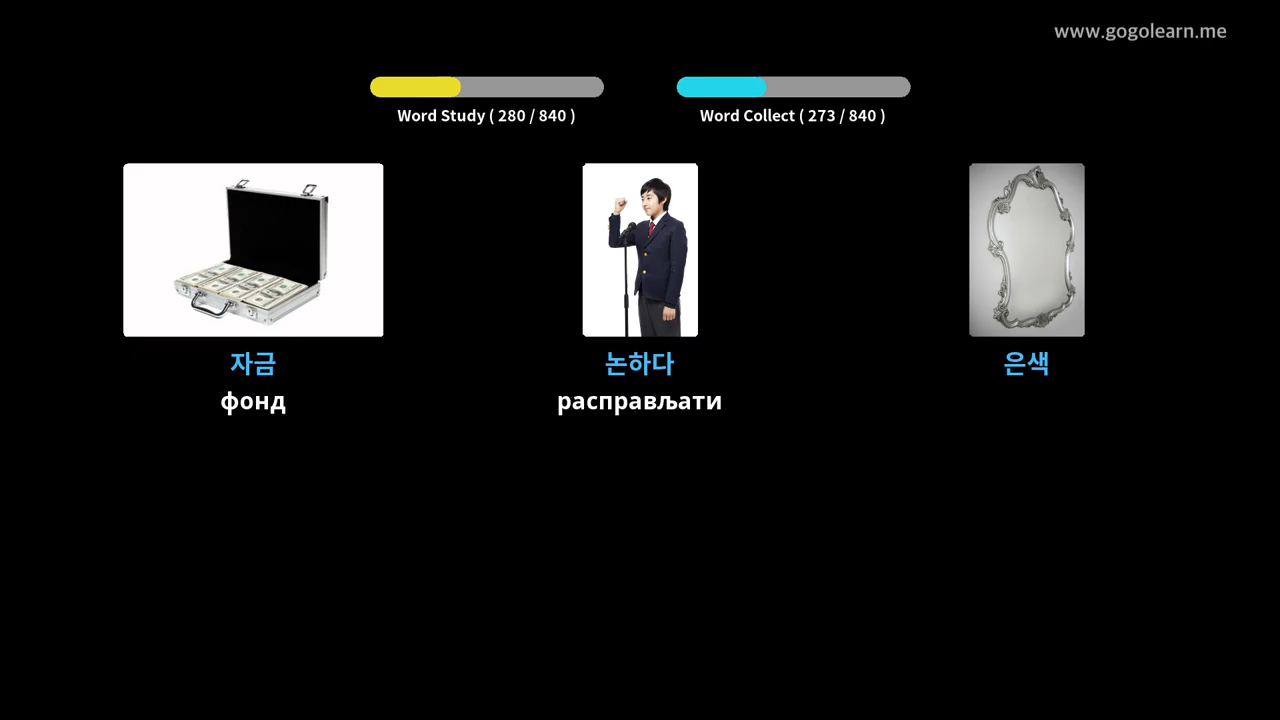 www.gogolearn.me
Word Study ( 280 / 840 )
Word Collect ( 273 / 840 )
자금
논하다
은색
фонд
расправљати